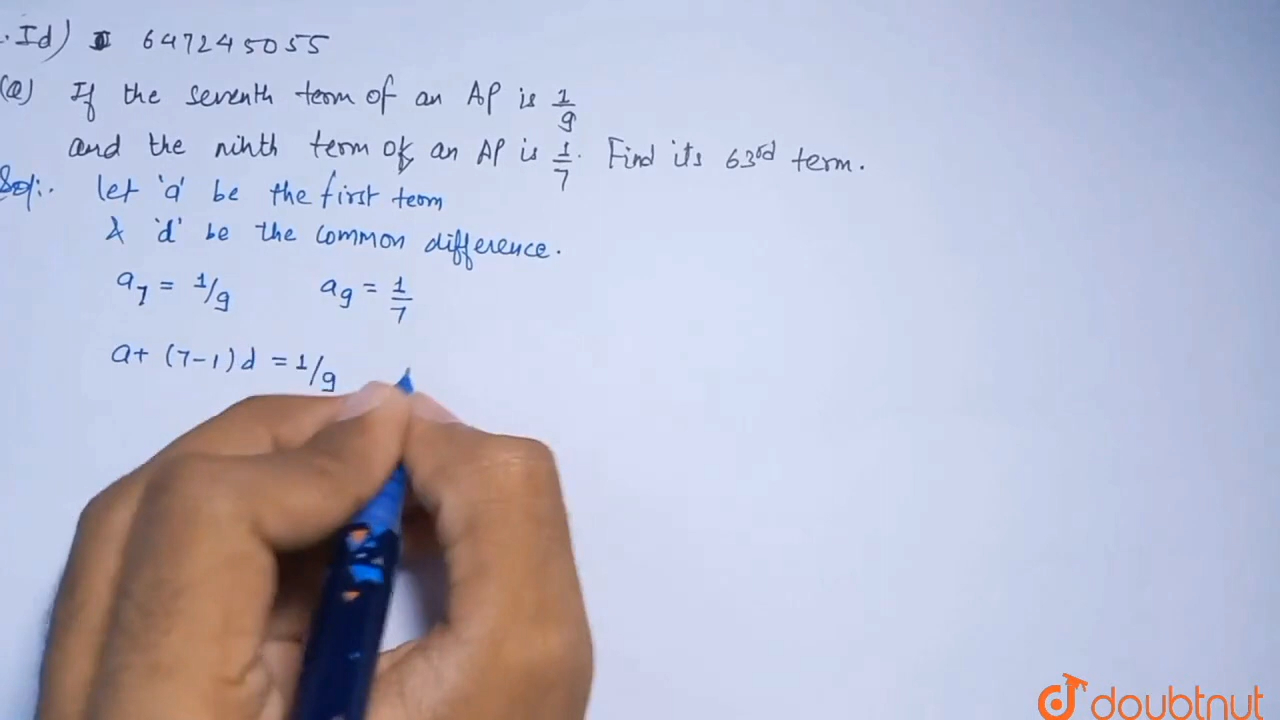 .Id) 647245055
(Q) If the seventh term of an AP is 1/9
and the ninth term of an AP is 1/7. Find its 63rd term.
Sol:. let 'a' be the first term
& 'd' be the common difference.
a7 = 1/9 a9 = 1/7
a+ (7-1)d = 1/9
doubtnut